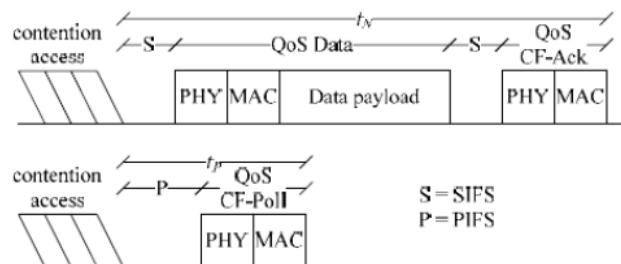 t_N
contention access
S
QoS Data
S
QoS CF-Ack
PHY MAC Data payload PHY MAC
t_P
contention access
P
QoS CF-Poll
S = SIFS
P = PIFS
PHY MAC